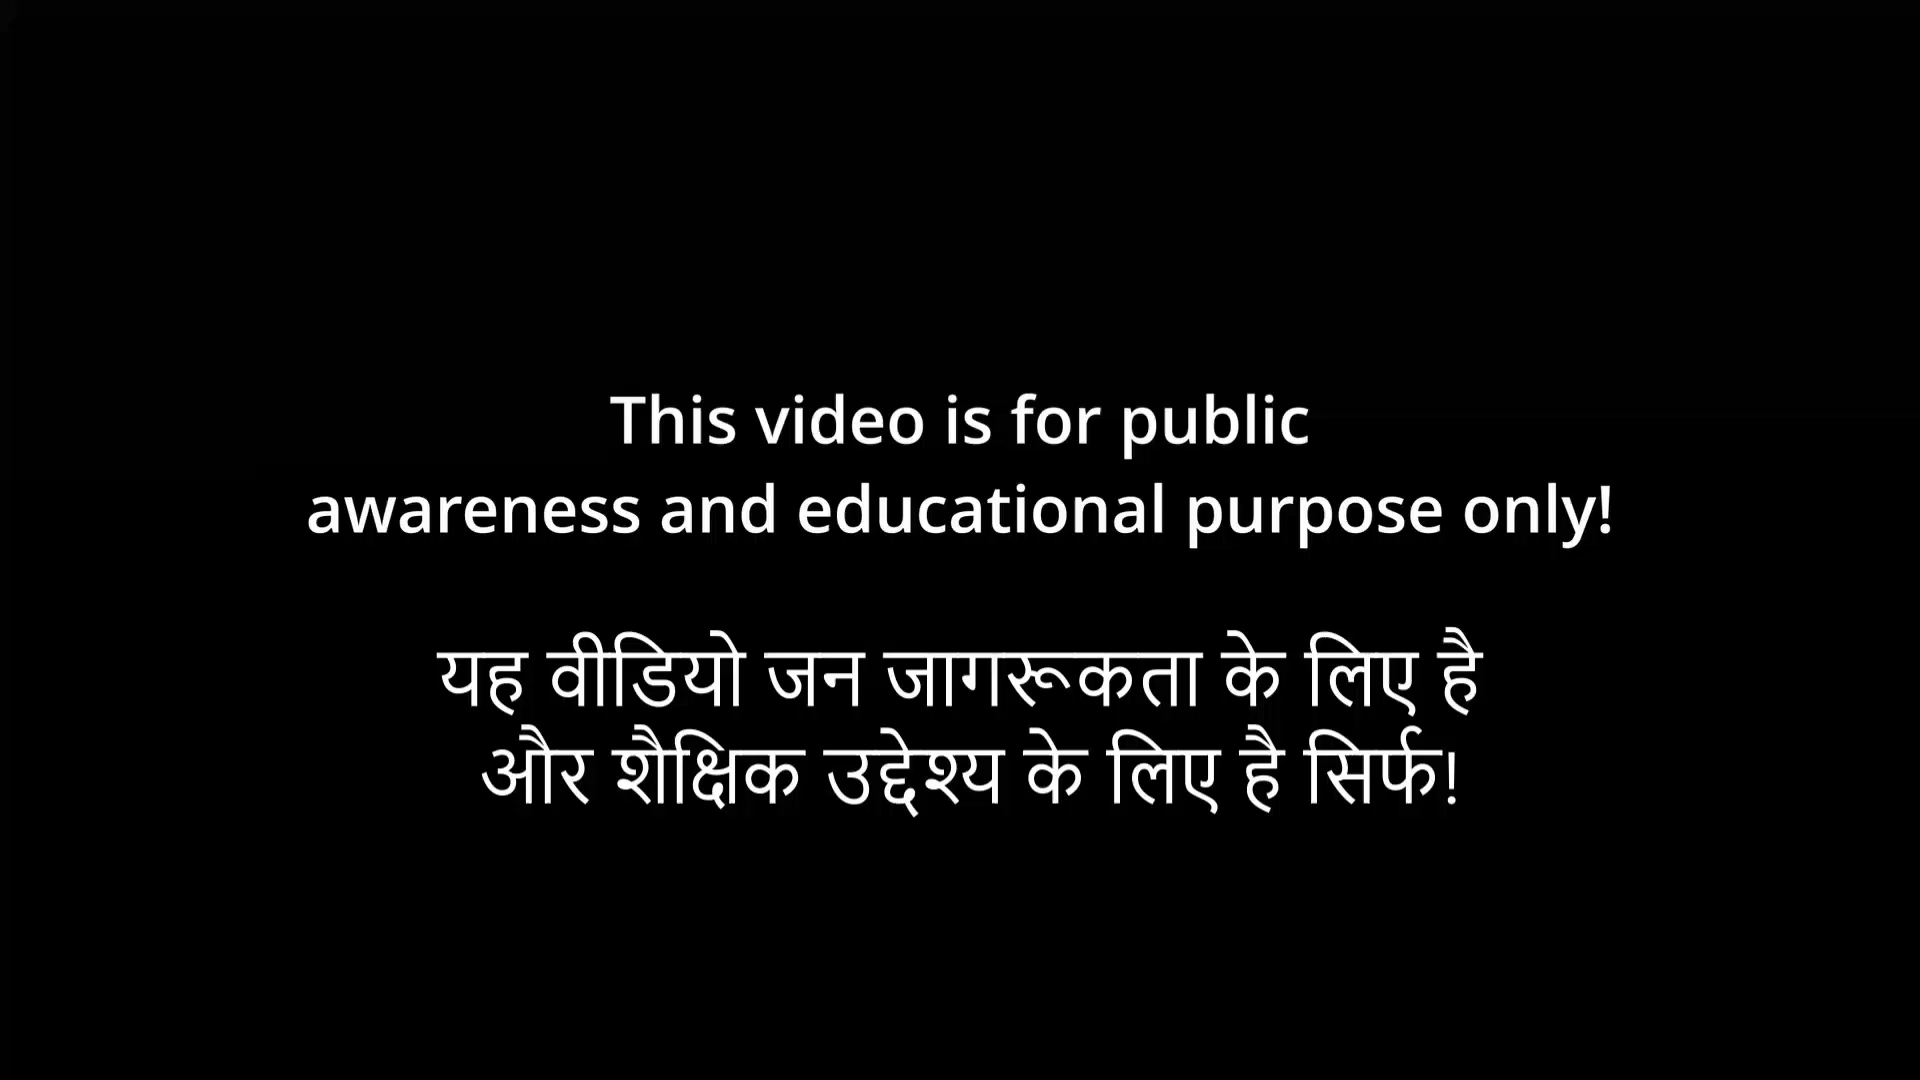 This video is for public
awareness and educational purpose only!
यह वीडियो जन जागरूकता के लिए है
और शैक्षिक उद्देश्य के लिए है सिर्फ!